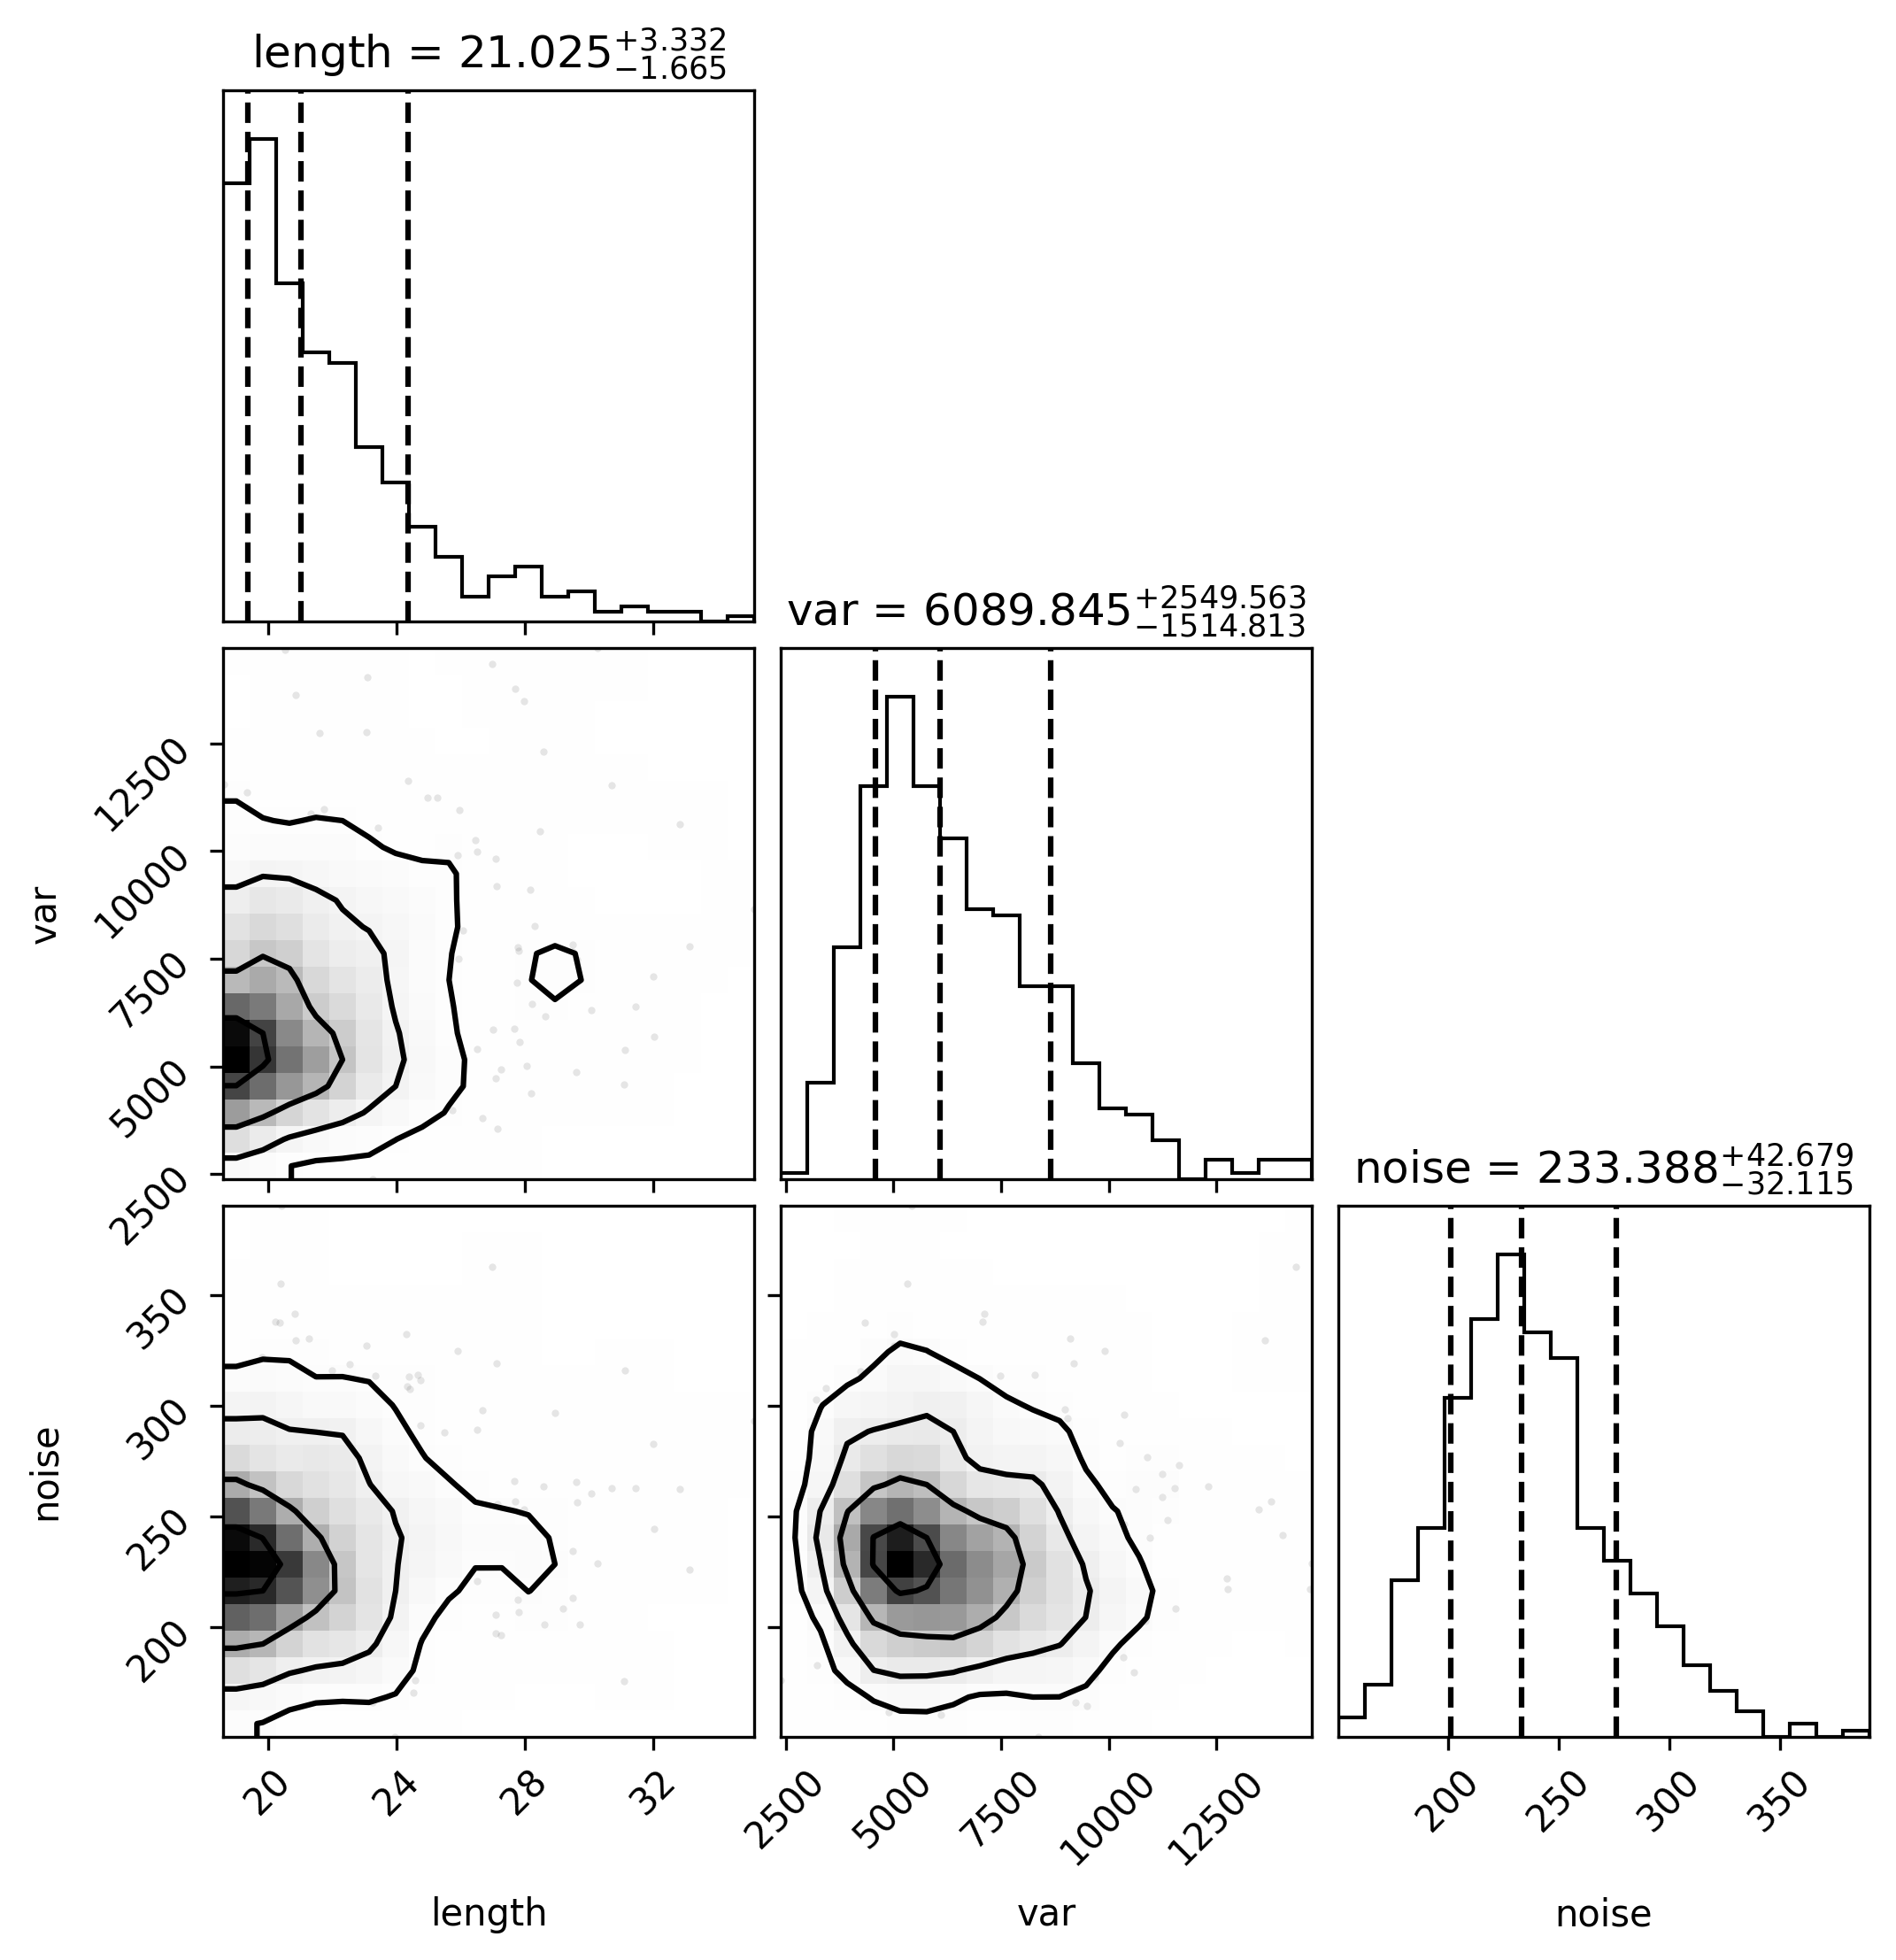 length = 21.025+3.332−1.665
var = 6089.845+2549.563−1514.813
12500
10000
7500
5000
2500
var
noise = 233.388+42.679−32.115
350
300
250
200
noise
20 24 28 32 2500 5000 7500 10000 12500 200 250 300 350
length var noise